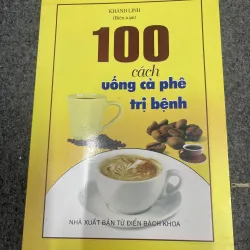 KHÁNH LINH
(Biên soạn)
100
cách
uống cà phê
trị bệnh
NHÀ XUẤT BẢN TỪ ĐIỂN BÁCH KHOA